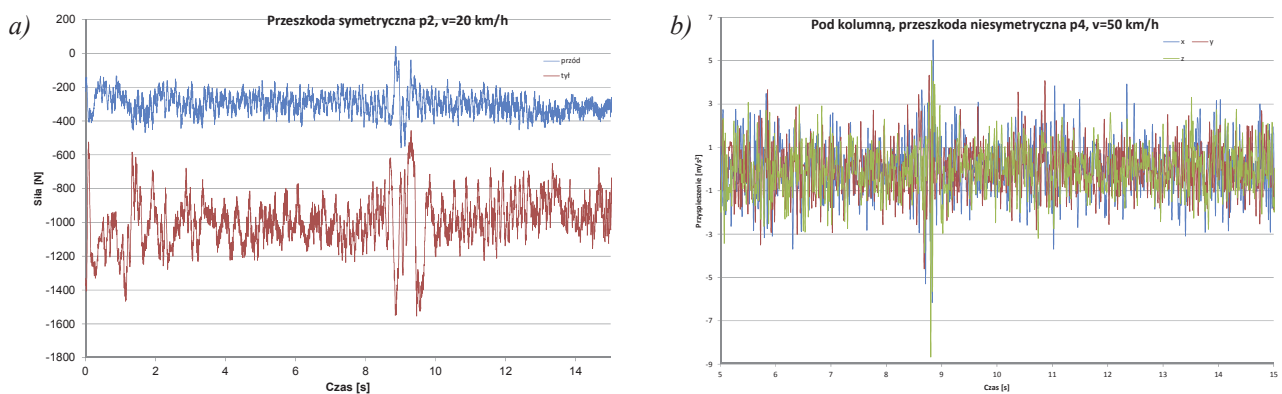 a)
Przeszkoda symetryczna p2, v=20 km/h
przód
tył
Siła [N]
200
0
-200
-400
-600
-800
-1000
-1200
-1400
-1600
-1800
0 2 4 6 8 10 12 14
Czas [s]
b)
Pod kolumną, przeszkoda niesymetryczna p4, v=50 km/h
x y
z
Przyspieszenie [m/s²]
7
5
3
1
-1
-3
-5
-7
-9
5 6 7 8 9 10 11 12 13 14 15
Czas [s]